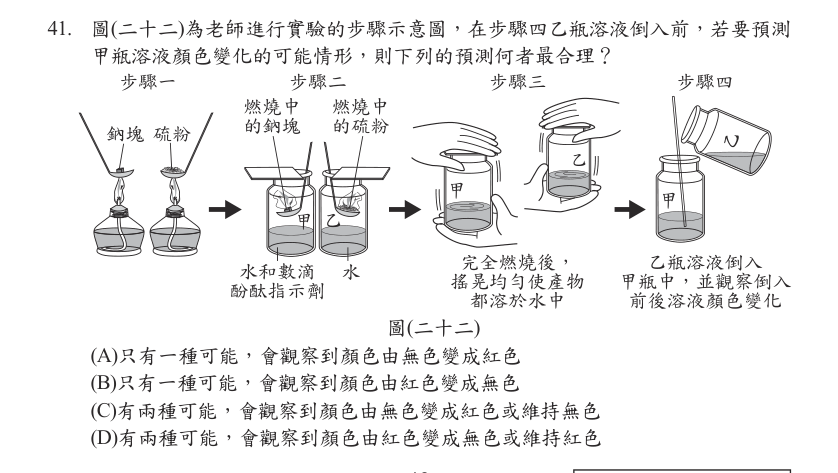 41. 圖(二十二)為老師進行實驗的步驟示意圖，在步驟四乙瓶溶液倒入前，若要預測
甲瓶溶液顏色變化的可能情形，則下列的預測何者最合理？
步驟一
步驟二
步驟三
步驟四
鈉塊 硫粉
燃燒中
的鈉塊
燃燒中
的硫粉
甲 乙
水和數滴
酚酞指示劑
水
甲
乙
完全燃燒後，
搖晃均勻使產物
都溶於水中
乙
甲
乙瓶溶液倒入
甲瓶中，並觀察倒入
前後溶液顏色變化
圖(二十二)
(A)只有一種可能，會觀察到顏色由無色變成紅色
(B)只有一種可能，會觀察到顏色由紅色變成無色
(C)有兩種可能，會觀察到顏色由無色變成紅色或維持無色
(D)有兩種可能，會觀察到顏色由紅色變成無色或維持紅色